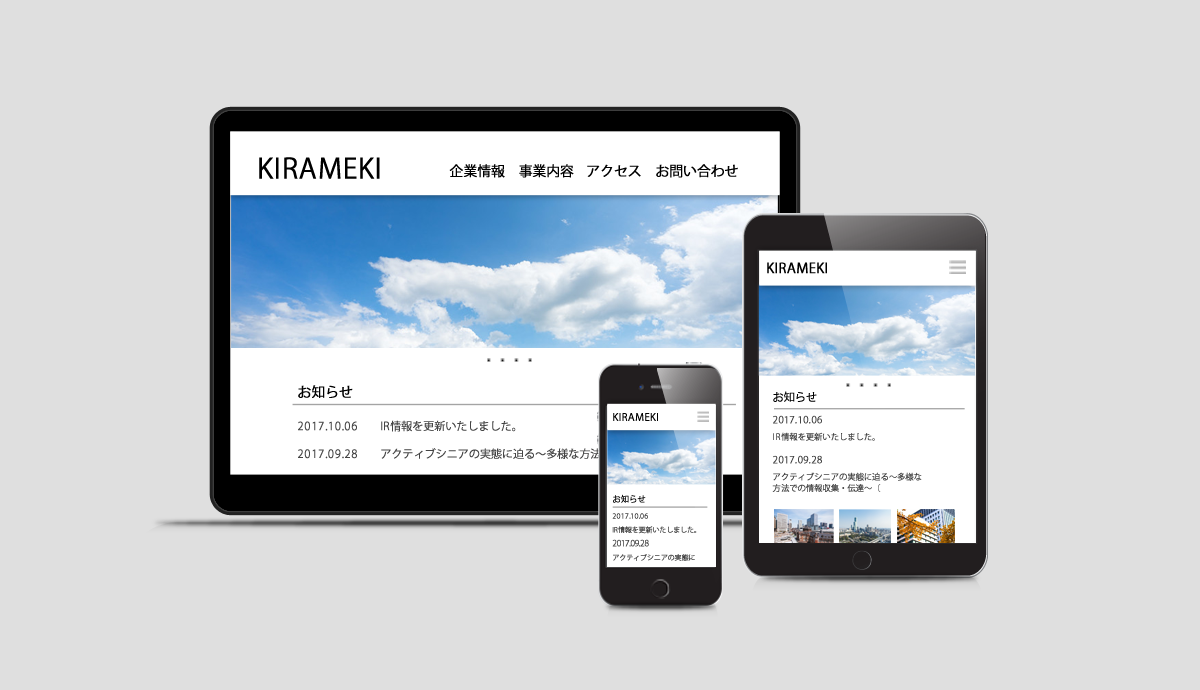 KIRAMEKI
企業情報 事業内容 アクセス お問い合わせ
お知らせ
2017.10.06 IR情報を更新いたしました。
2017.09.28 アクティブシニアの実態に迫る～多様な方法
KIRAMEKI
お知らせ
2017.10.06
IR情報を更新いたしました。
2017.09.28
アクティブシニアの実態に
KIRAMEKI
お知らせ
2017.10.06
IR情報を更新いたしました。
2017.09.28
アクティブシニアの実態に迫る～多様な
方法での情報収集・伝達～（